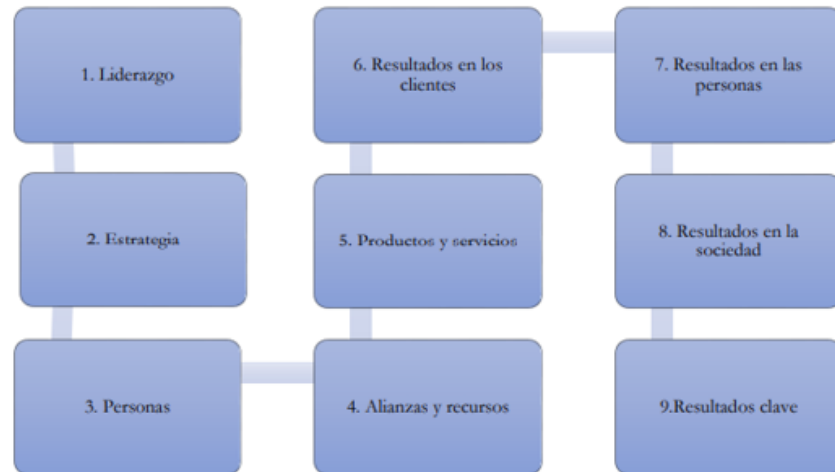 1. Liderazgo
2. Estrategia
3. Personas
4. Alianzas y recursos
5. Productos y servicios
6. Resultados en los
clientes
7. Resultados en las
personas
8. Resultados en la
sociedad
9.Resultados clave